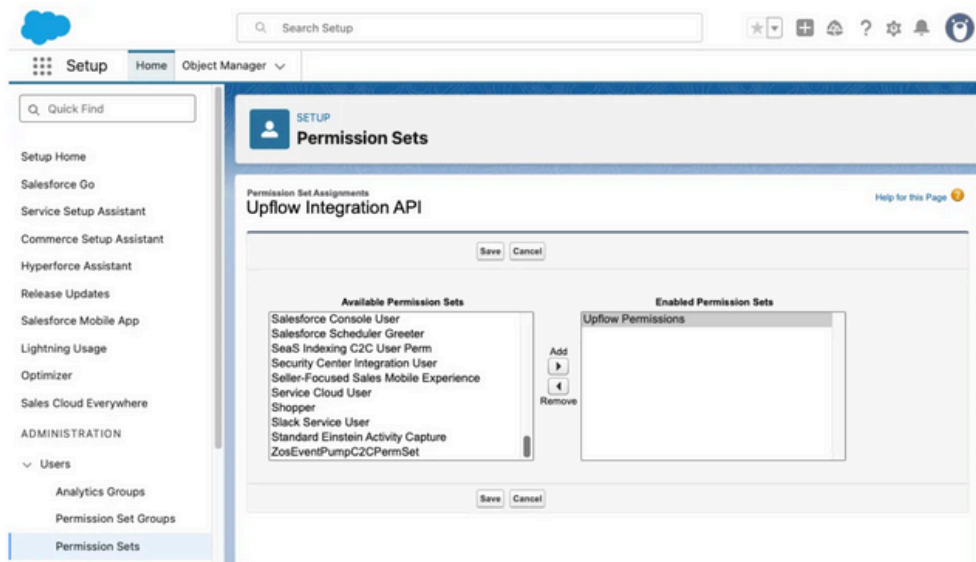 Search Setup
Setup Home Object Manager
Quick Find
Setup Home
Salesforce Go
Service Setup Assistant
Commerce Setup Assistant
Hyperforce Assistant
Release Updates
Salesforce Mobile App
Lightning Usage
Optimizer
Sales Cloud Everywhere
ADMINISTRATION
Users
Analytics Groups
Permission Set Groups
Permission Sets
SETUP
Permission Sets
Permission Set Assignments
Upflow Integration API
Help for this Page
Save Cancel
Available Permission Sets
Salesforce Console User
Salesforce Scheduler Greeter
SeaS Indexing C2C User Perm
Security Center Integration User
Seller-Focused Sales Mobile Experience
Service Cloud User
Shopper
Slack Service User
Standard Einstein Activity Capture
ZosEventPumpC2CPermSet
Add
Remove
Enabled Permission Sets
Upflow Permissions
Save Cancel